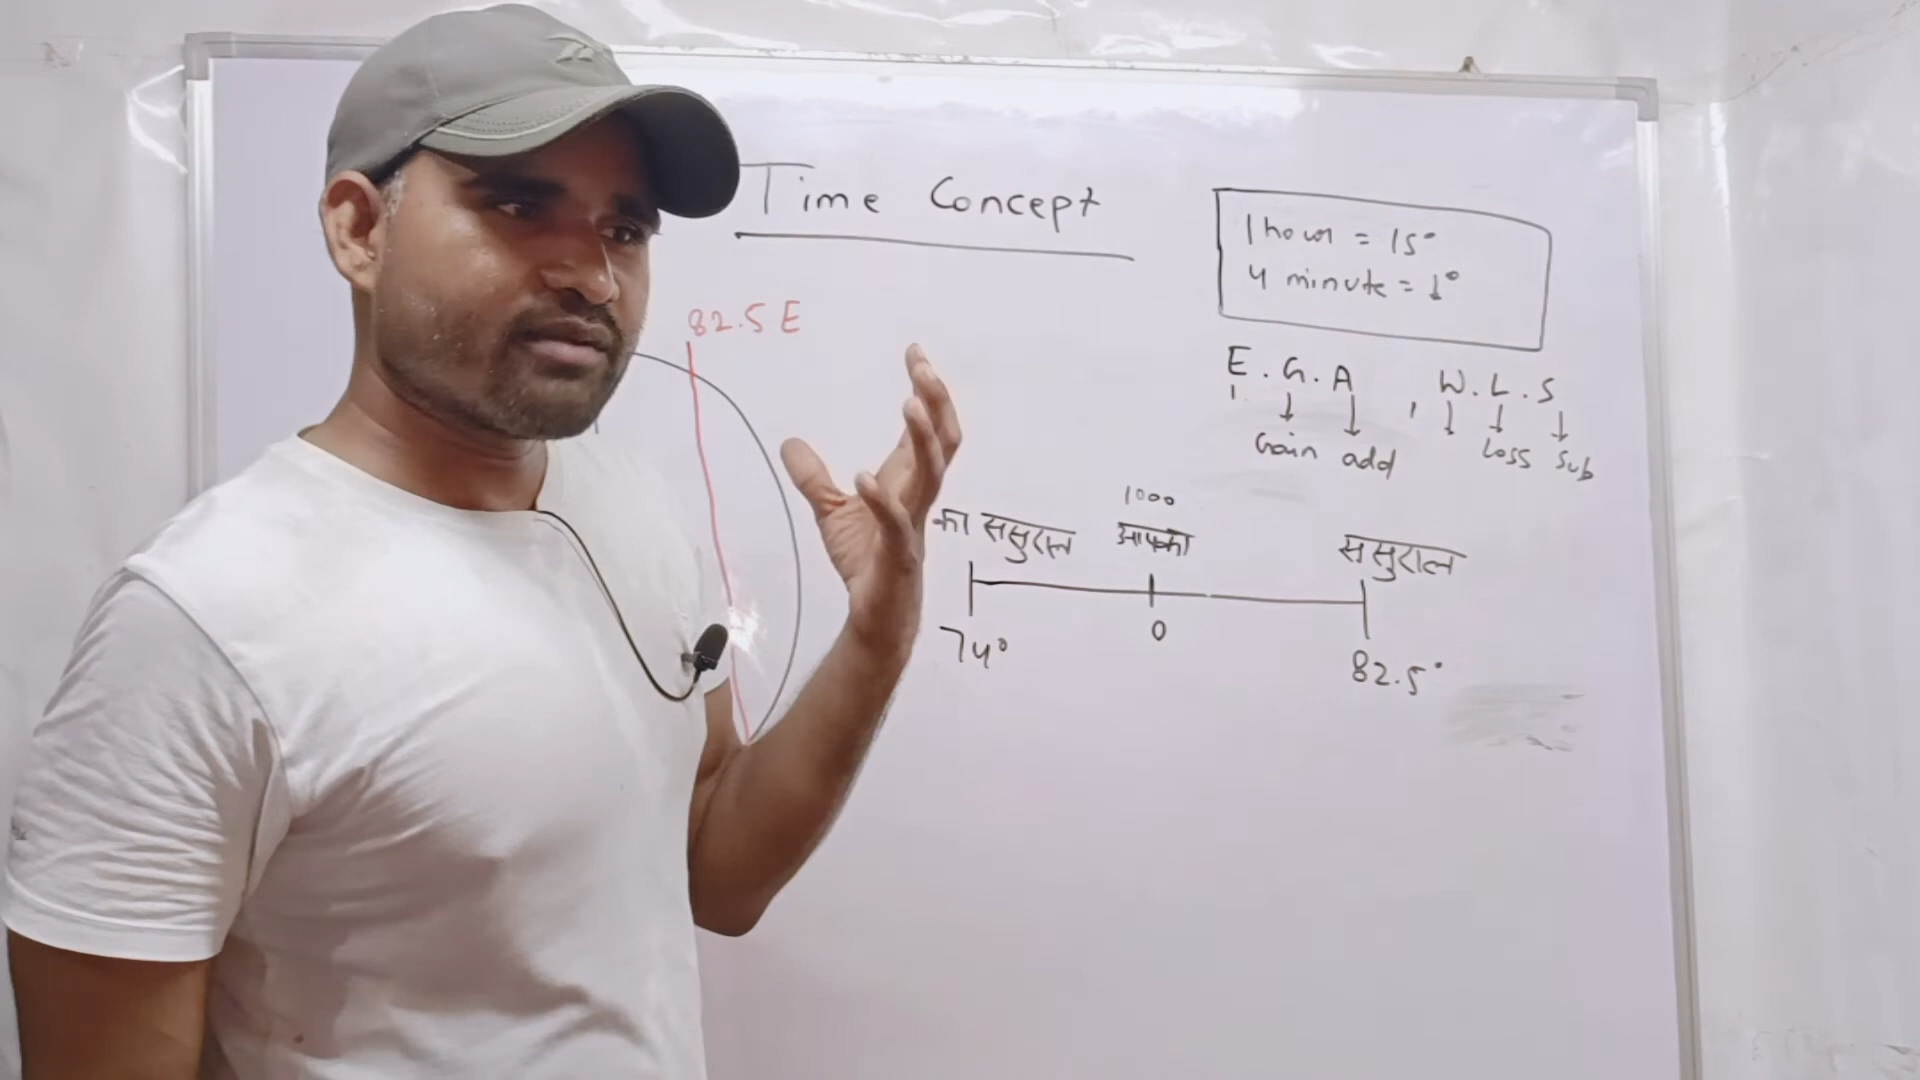 Time Concept
1 hour = 15°
4 minute = 1°
82.5 E
E. G. A , W. L. S
Gain add Loss Sub
1000
का ससुराल आपका ससुराल
74° 0 82.5°